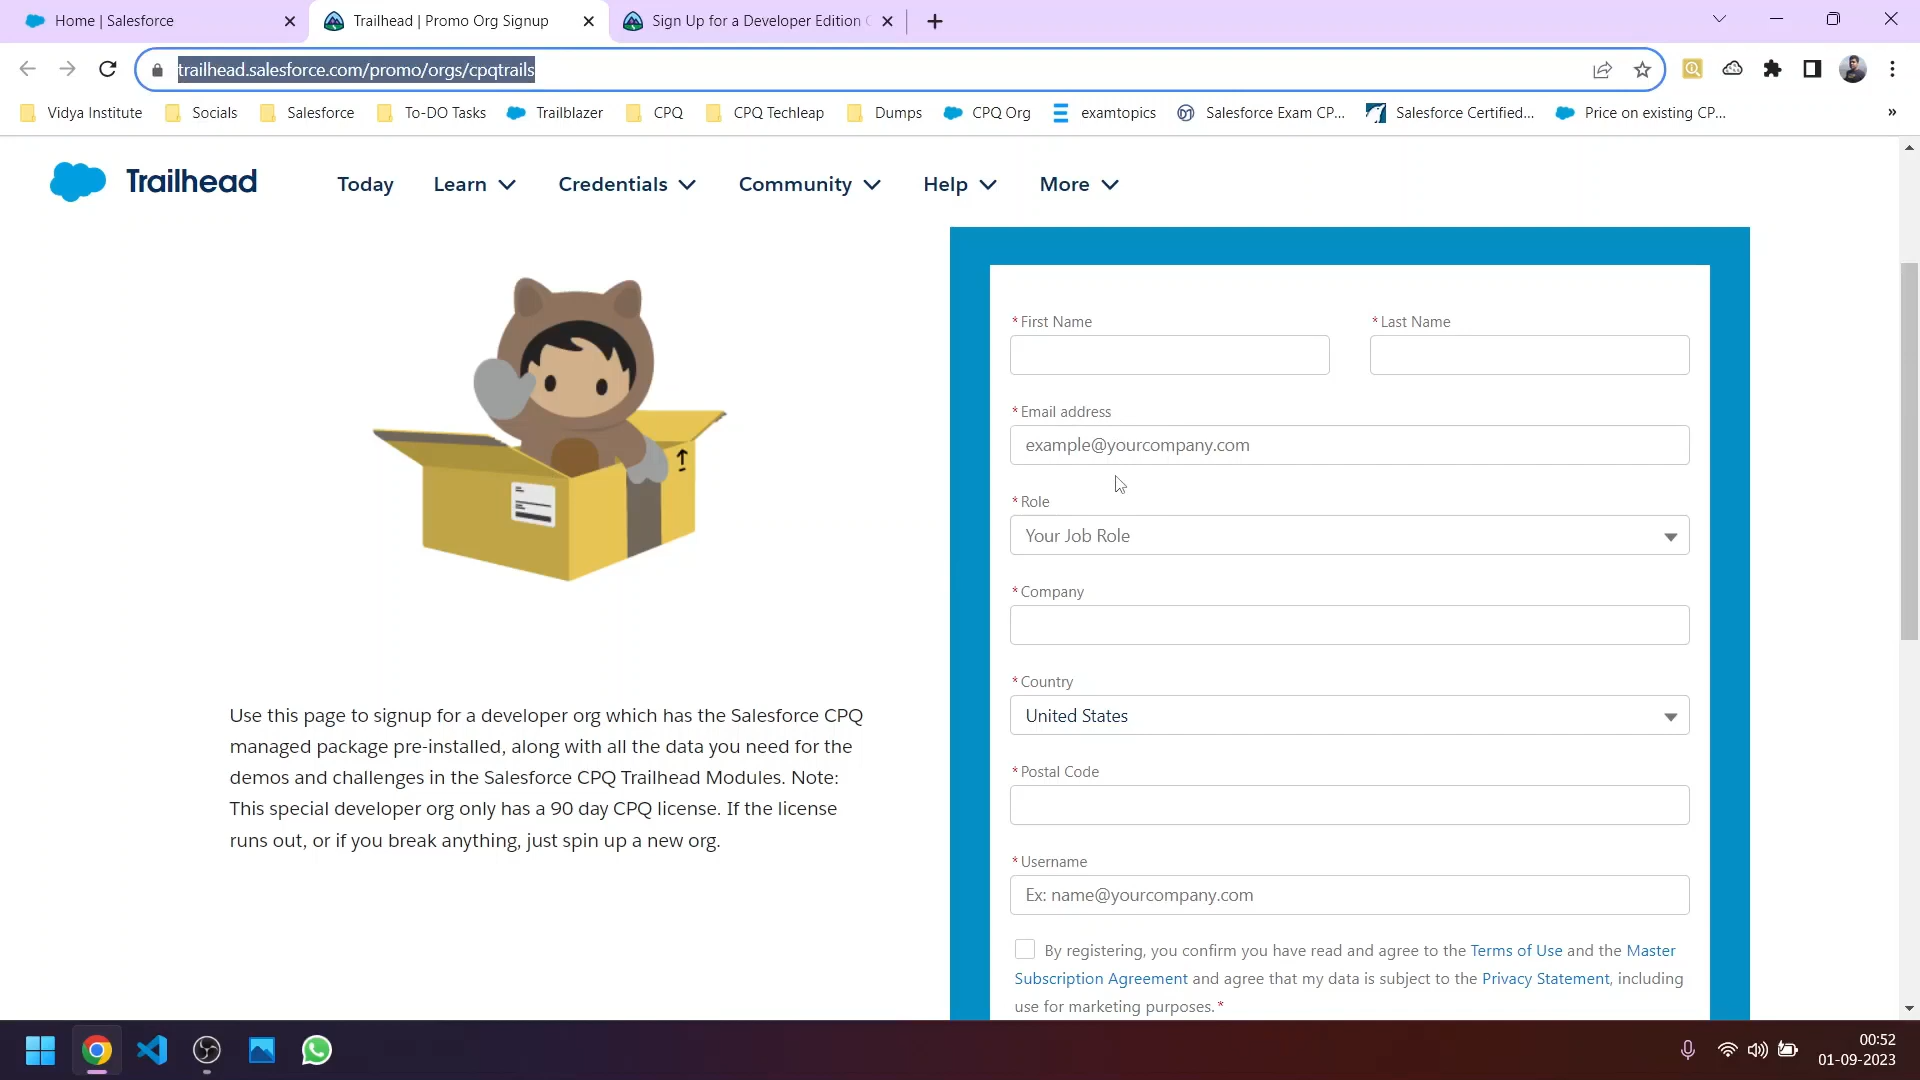 Home | Salesforce
Trailhead | Promo Org Signup
Sign Up for a Developer Edition
trailhead.salesforce.com/promo/orgs/cpqtrails
Vidya Institute
Socials
Salesforce
To-DO Tasks
Trailblazer
CPQ
CPQ Techleap
Dumps
CPQ Org
examtopics
Salesforce Exam CP...
Salesforce Certified...
Price on existing CP...
»
Trailhead
Today
Learn
Credentials
Community
Help
More
Use this page to signup for a developer org which has the Salesforce CPQ
managed package pre-installed, along with all the data you need for the
demos and challenges in the Salesforce CPQ Trailhead Modules. Note:
This special developer org only has a 90 day CPQ license. If the license
runs out, or if you break anything, just spin up a new org.
* First Name
* Last Name
* Email address
example@yourcompany.com
* Role
Your Job Role
* Company
* Country
United States
* Postal Code
* Username
Ex: name@yourcompany.com
By registering, you confirm you have read and agree to the Terms of Use and the Master
Subscription Agreement and agree that my data is subject to the Privacy Statement, including
use for marketing purposes. *
00:52
01-09-2023